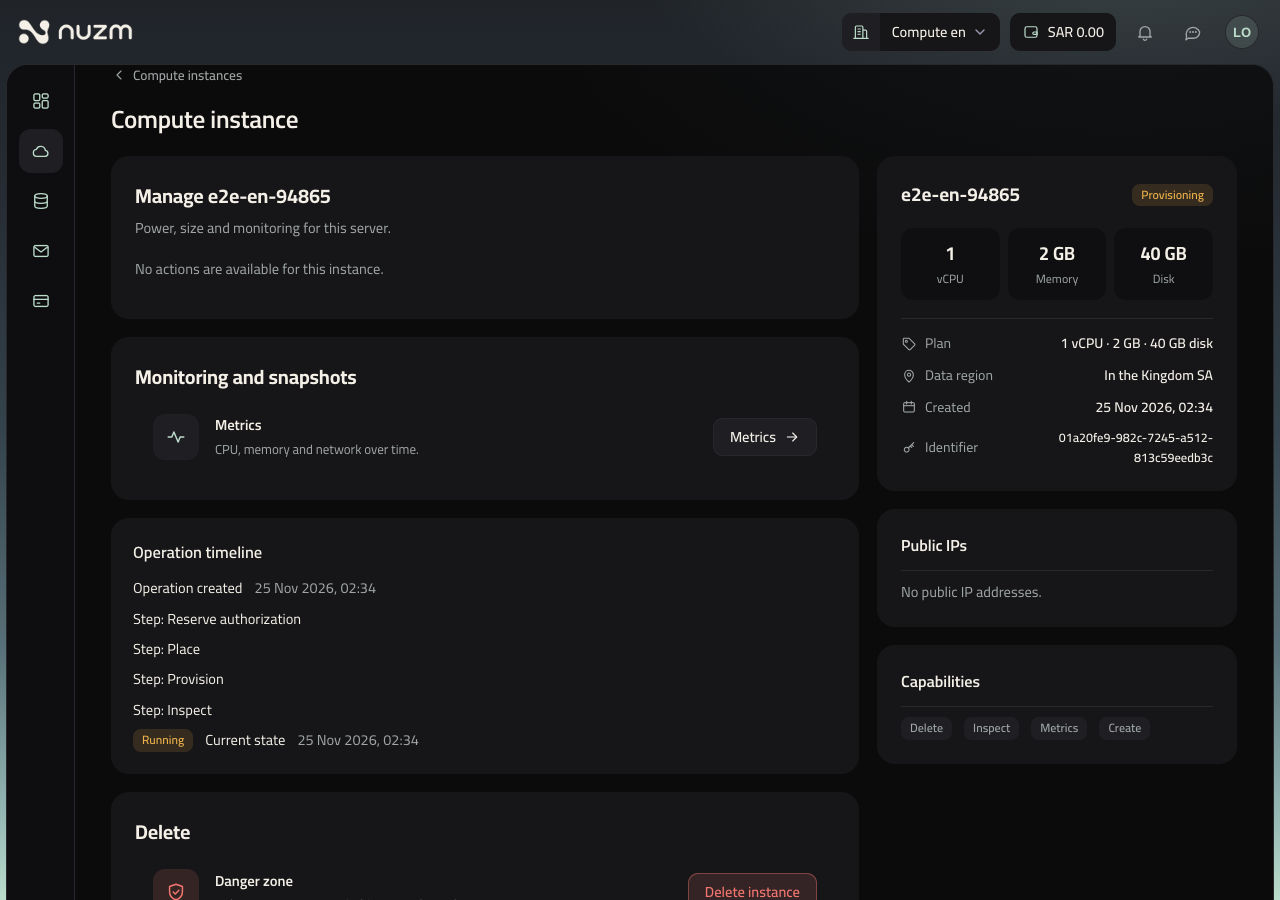 nuzm
Compute en
SAR 0.00
LO
Compute instances
Compute instance
Manage e2e-en-94865
Power, size and monitoring for this server.
No actions are available for this instance.
Monitoring and snapshots
Metrics
CPU, memory and network over time.
Metrics
Operation timeline
Operation created 25 Nov 2026, 02:34
Step: Reserve authorization
Step: Place
Step: Provision
Step: Inspect
Running Current state 25 Nov 2026, 02:34
Delete
Danger zone
Delete instance
e2e-en-94865
Provisioning
1 2 GB 40 GB
vCPU Memory Disk
Plan 1 vCPU · 2 GB · 40 GB disk
Data region In the Kingdom SA
Created 25 Nov 2026, 02:34
Identifier 01a20fe9-982c-7245-a512-
813c59eedb3c
Public IPs
No public IP addresses.
Capabilities
Delete Inspect Metrics Create